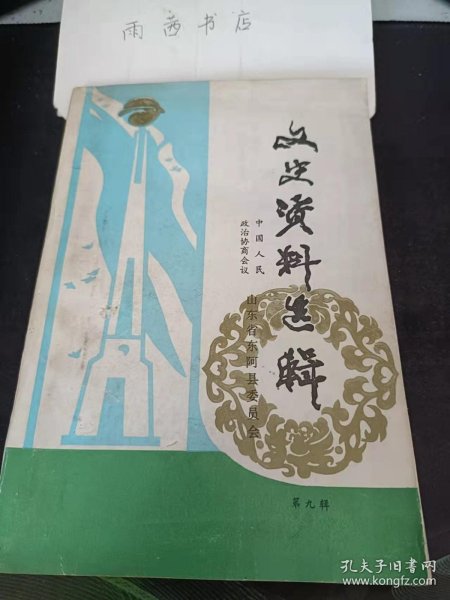 雨茜书店
文史资料选辑
中国人民
政治协商会议
山东省东阿县委员会
第九辑
孔夫子旧书网
www.kongfz.com